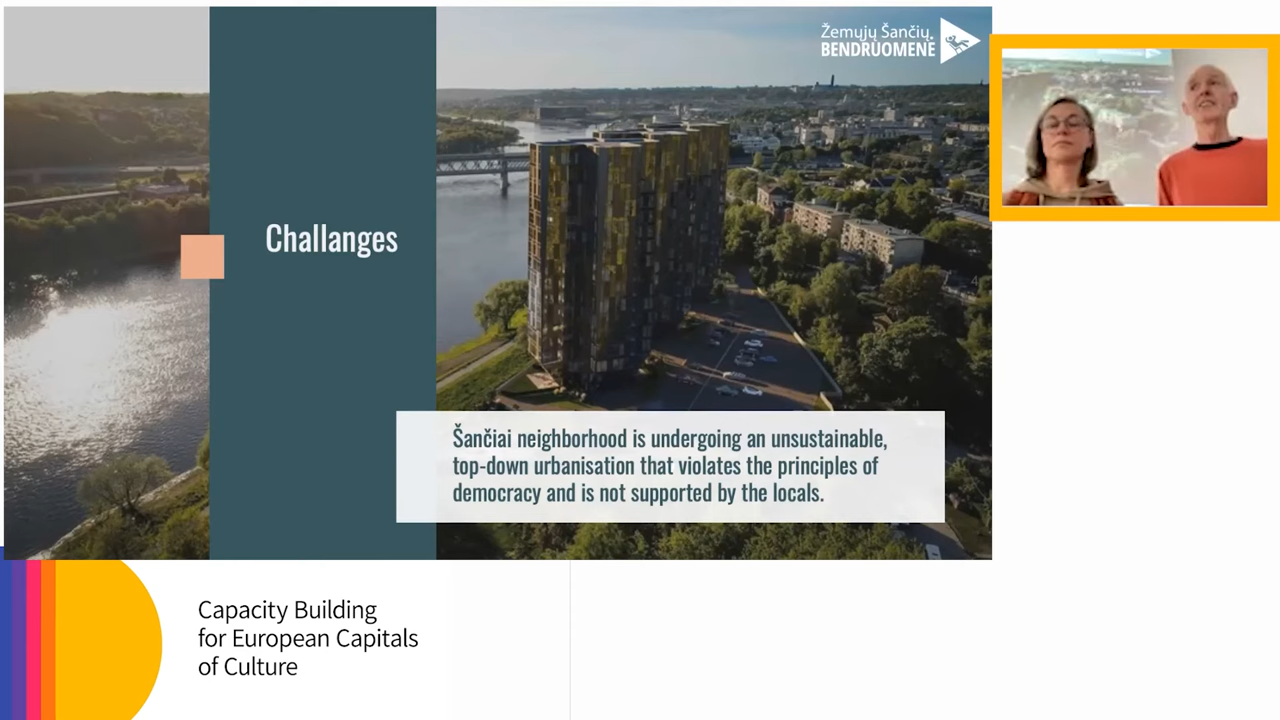 Žemųjų Šančių
BENDRUOMENĖ
Challanges
Šančiai neighborhood is undergoing an unsustainable,
top-down urbanisation that violates the principles of
democracy and is not supported by the locals.
Capacity Building
for European Capitals
of Culture